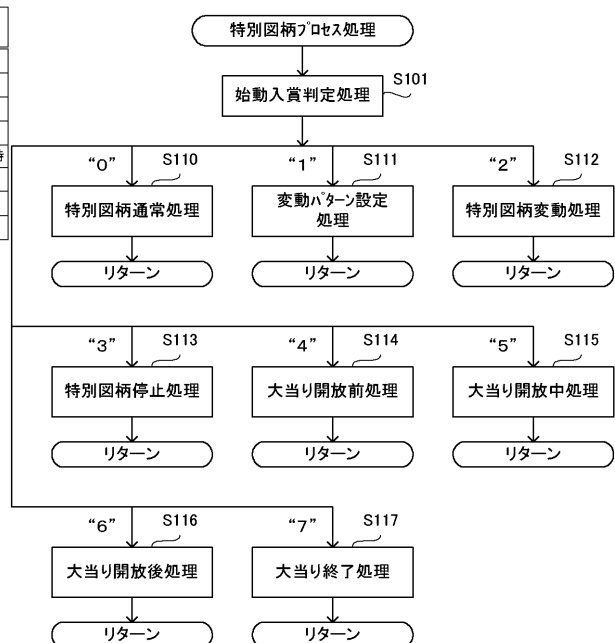 特別図柄プロセス処理
S101
始動入賞判定処理
“0”
S110
“1”
S111
“2”
S112
特別図柄通常処理
変動パターン設定
処理
特別図柄変動処理
リターン
リターン
リターン
“3”
S113
“4”
S114
“5”
S115
特別図柄停止処理
大当り開放前処理
大当り開放中処理
リターン
リターン
リターン
“6”
S116
“7”
S117
大当り開放後処理
大当り終了処理
リターン
リターン